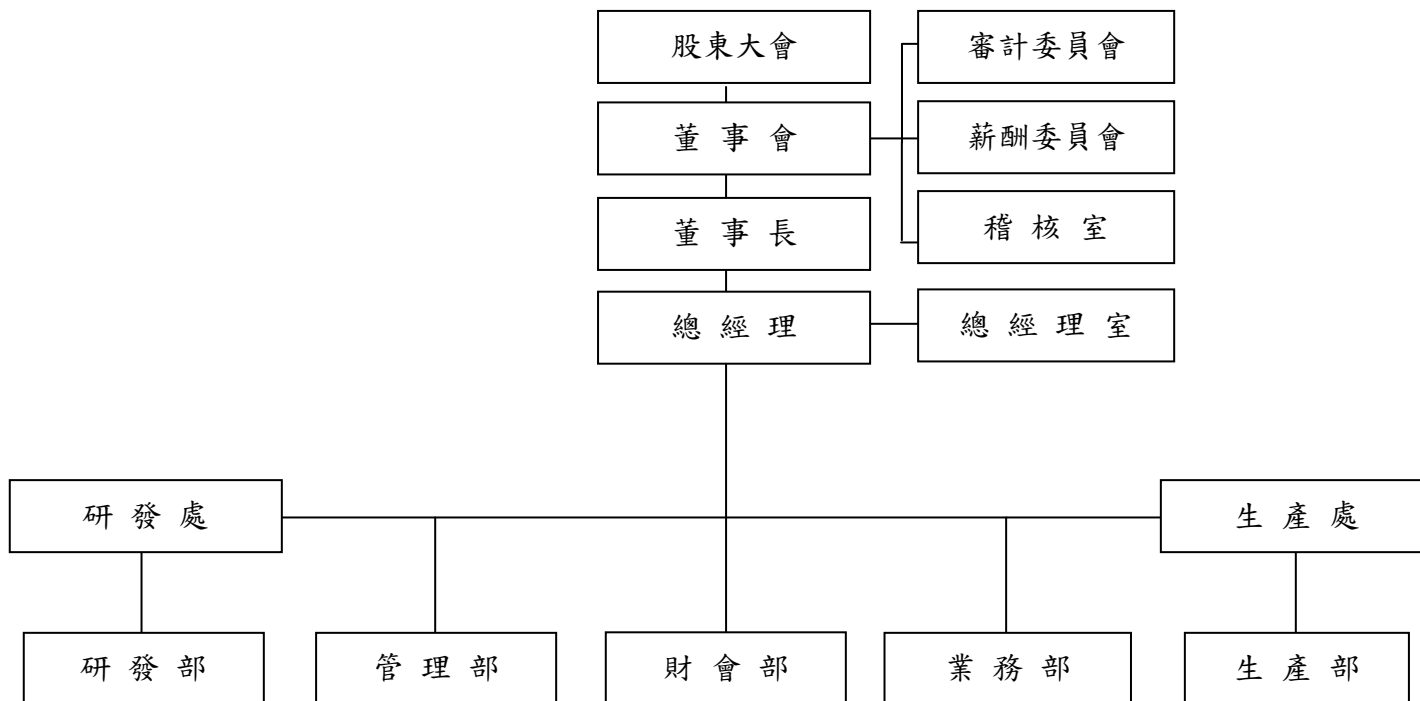 股東大會
審計委員會
董事會
薪酬委員會
董事長
稽核室
總經理
總經理室
研發處
生產處
研發部
管理部
財會部
業務部
生產部